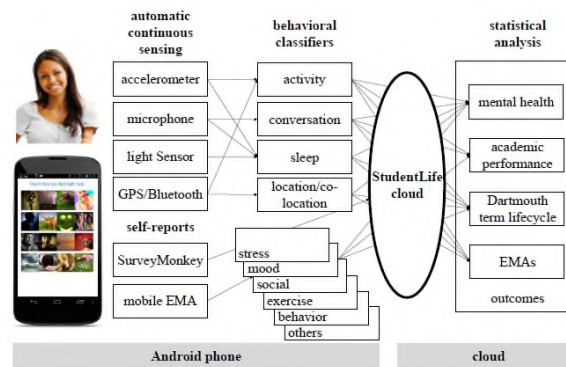 automatic
continuous
sensing
behavioral
classifiers
statistical
analysis
accelerometer
activity
mental health
microphone
conversation
academic
performance
light Sensor
sleep
StudentLife
cloud
GPS/Bluetooth
location/co-
location
Dartmouth
term lifecycle
self-reports
SurveyMonkey
stress
mood
social
exercise
behavior
others
EMAs
mobile EMA
outcomes
Android phone
cloud